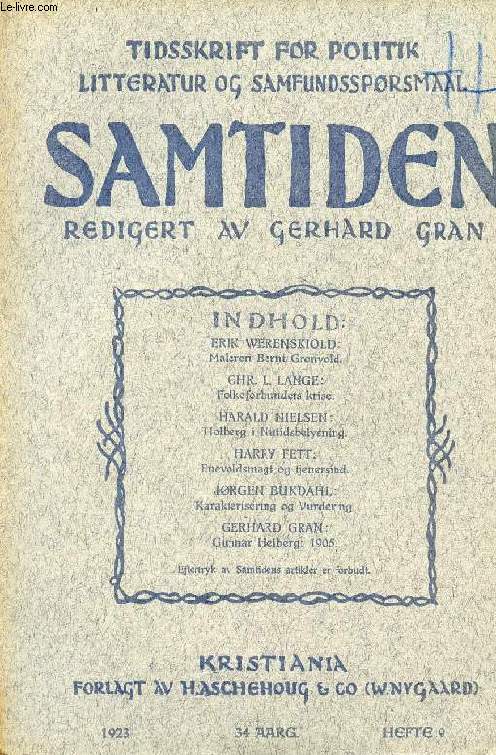 Le-livre.com
TIDSSKRIFT FOR POLITIK
LITTERATUR OG SAMFUNDSSPØRSMAAL
SAMTIDEN
REDIGERT AV GERHARD GRAN
INDHOLD:
ERIK WERENSKIOLD:
Maleren Bernt Grønvold.
CHR. L. LANGE:
Folkeforbundets krise.
HARALD NIELSEN:
Holberg i Nutidsbelysning.
HARRY FETT:
Enevoldsmagt og tjenersind.
JØRGEN BUKDAHL:
Karakterisering og Vurdering
GERHARD GRAN:
Gunnar Heiberg: 1905.
Eftertryk av Samtidens artikler er forbudt.
KRISTIANIA
FORLAGT AV H. ASCHEHOUG & CO (W. NYGAARD)
1923 34 AARG. HEFTE 9